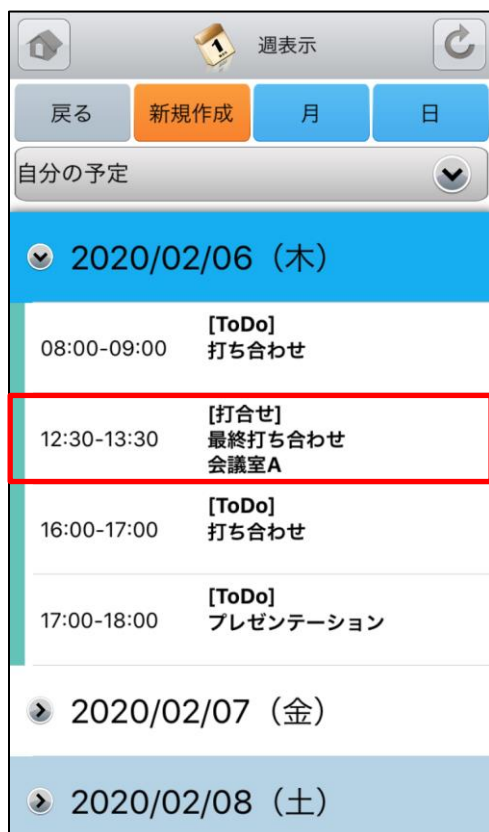 1
週表示
戻る 新規作成 月 日
自分の予定
2020/02/06（木）
08:00-09:00 [ToDo]
打ち合わせ
12:30-13:30 [打合せ]
最終打ち合わせ
会議室A
16:00-17:00 [ToDo]
打ち合わせ
17:00-18:00 [ToDo]
プレゼンテーション
2020/02/07（金）
2020/02/08（土）